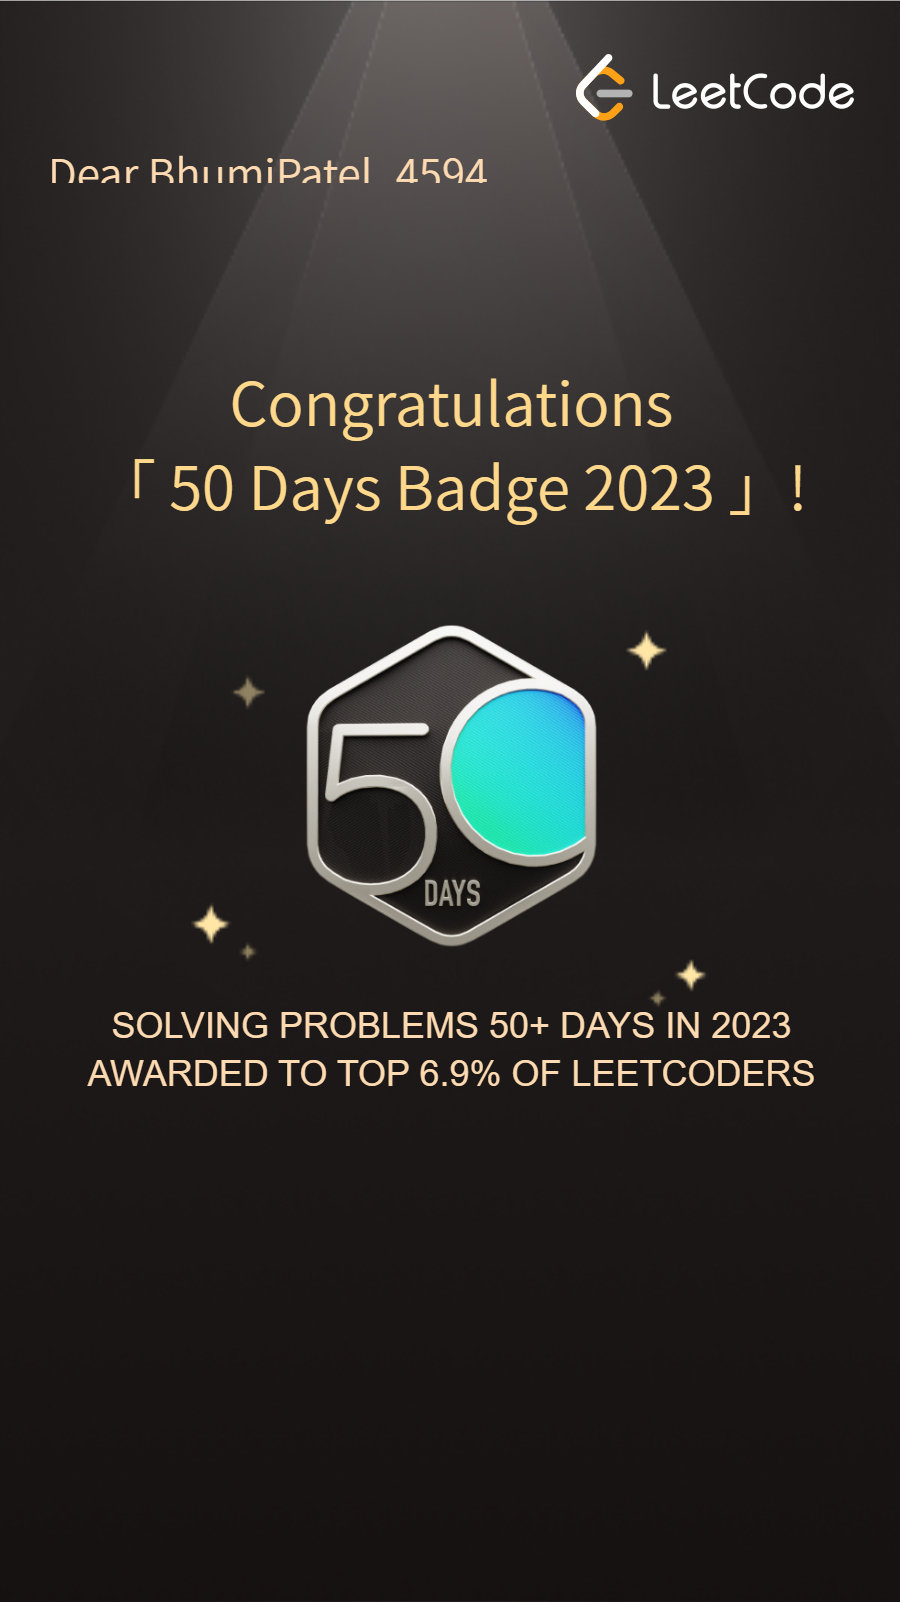 LeetCode
Dear BhumiPatel_4594
Congratulations
「 50 Days Badge 2023 」 !
50
DAYS
SOLVING PROBLEMS 50+ DAYS IN 2023
AWARDED TO TOP 6.9% OF LEETCODERS